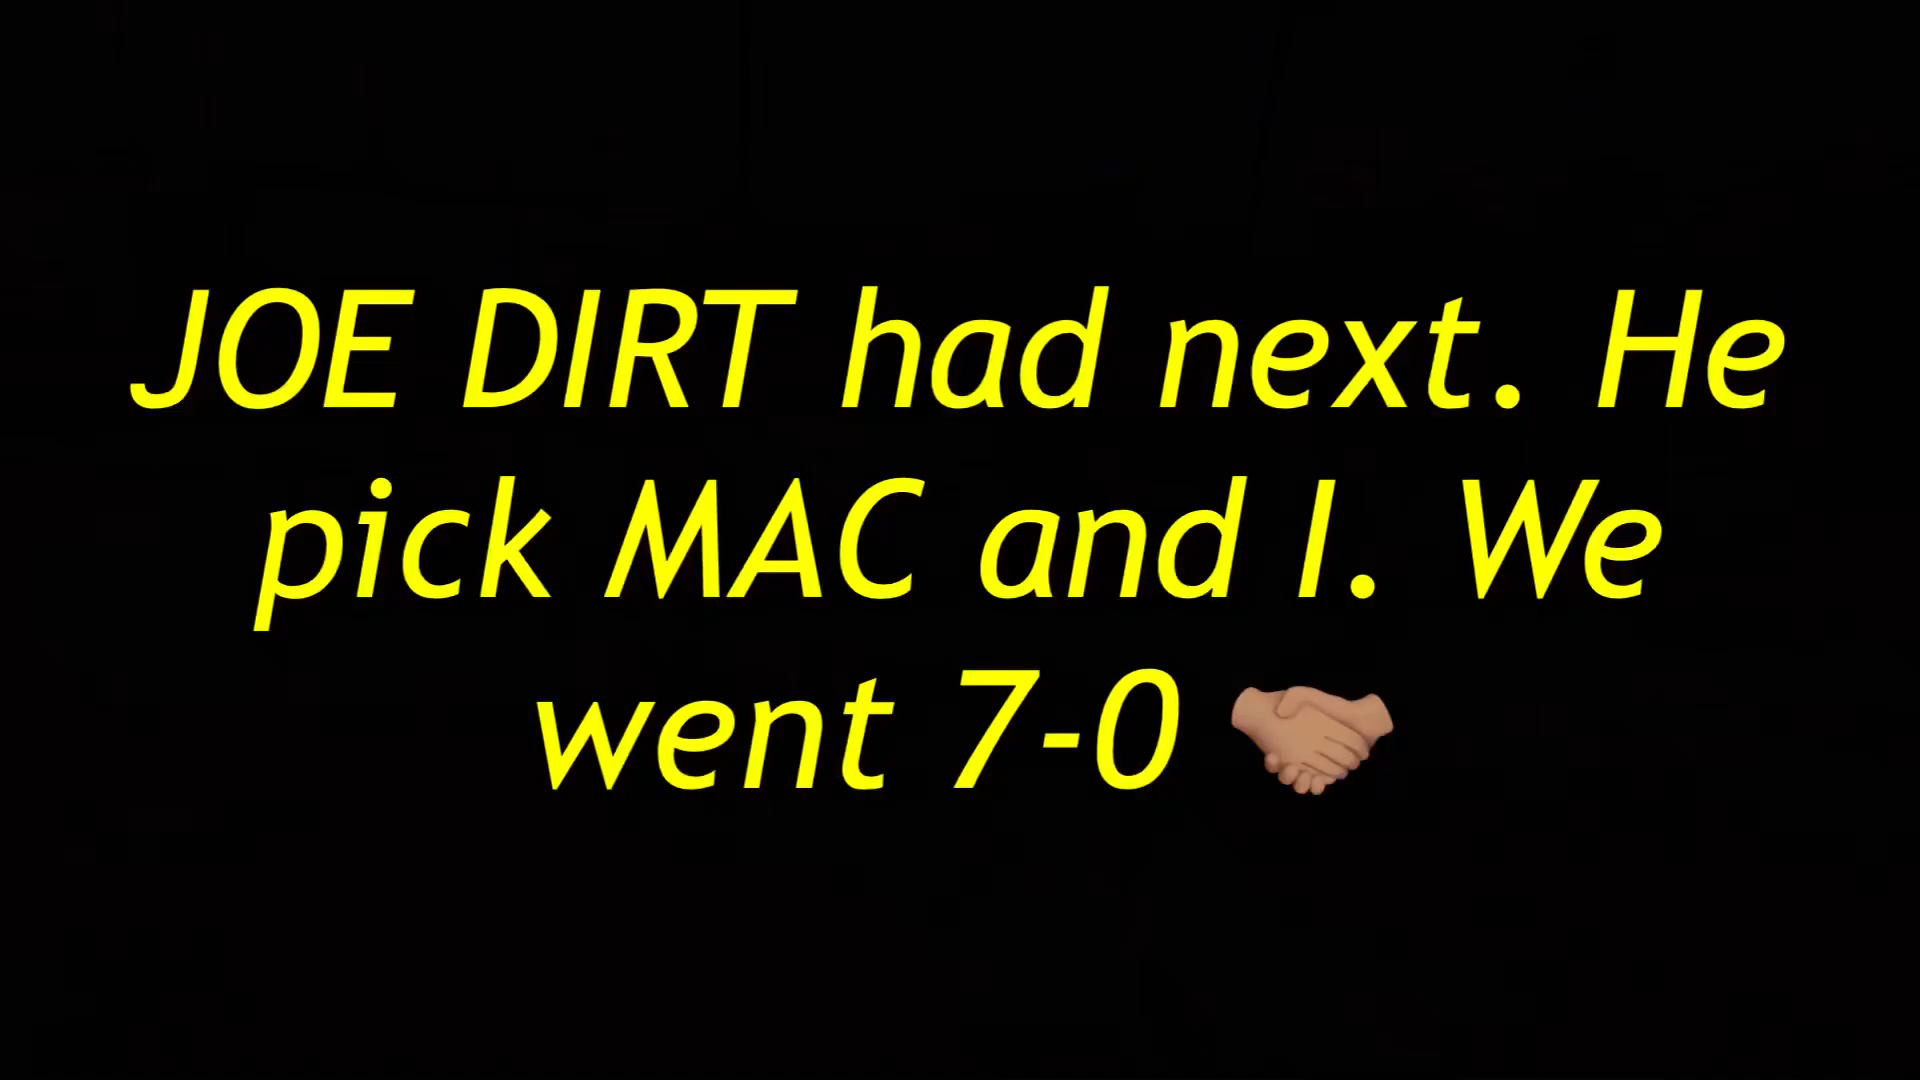 JOE DIRT had next. He
pick MAC and I. We
went 7-0 🤝🏼